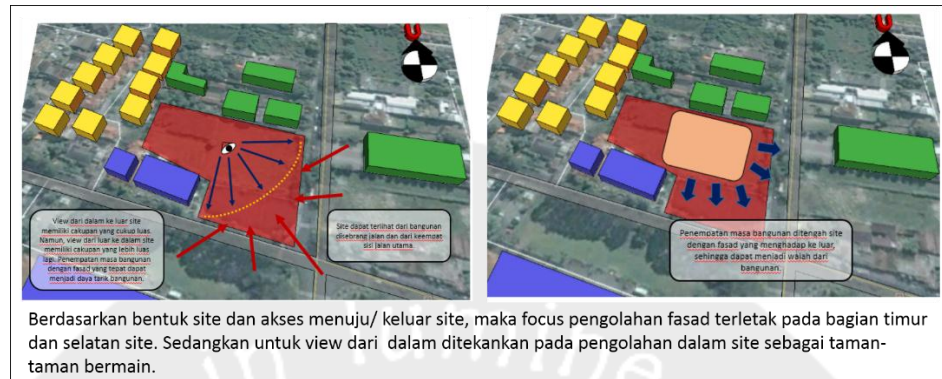 View dari dalam ke luar site
memiliki cakupan yang cukup luas.
Namun, view dari luar ke dalam site
memiliki cakupan yang lebih luas
lagi. Penempatan masa bangunan
dengan fasad yang tepat dapat
menjadi daya tarik bangunan.
Site dapat terlihat dari bangunan
disebrang jalan dan dari keempat
sisi jalan utama.
Penempatan masa bangunan ditengah site
dengan fasad yang menghadap ke luar,
sehingga dapat menjadi wajah dari
bangunan.
Berdasarkan bentuk site dan akses menuju/ keluar site, maka focus pengolahan fasad terletak pada bagian timur
dan selatan site. Sedangkan untuk view dari dalam ditekankan pada pengolahan dalam site sebagai taman-
taman bermain.
in lumine